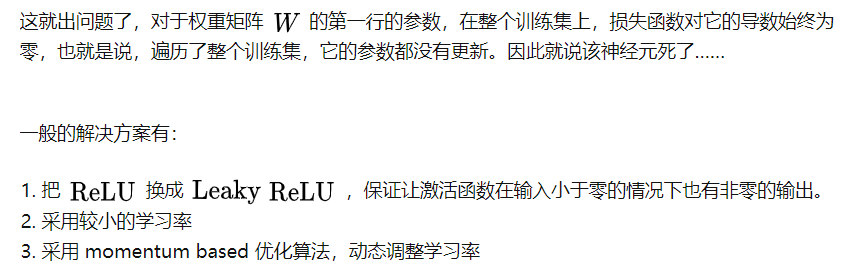 这就出问题了，对于权重矩阵 W 的第一行的参数，在整个训练集上，损失函数对它的导数始终为
零，也就是说，遍历了整个训练集，它的参数都没有更新。因此就说该神经元死了……
一般的解决方案有：
1. 把 ReLU 换成 Leaky ReLU ，保证让激活函数在输入小于零的情况下也有非零的输出。
2. 采用较小的学习率
3. 采用 momentum based 优化算法，动态调整学习率